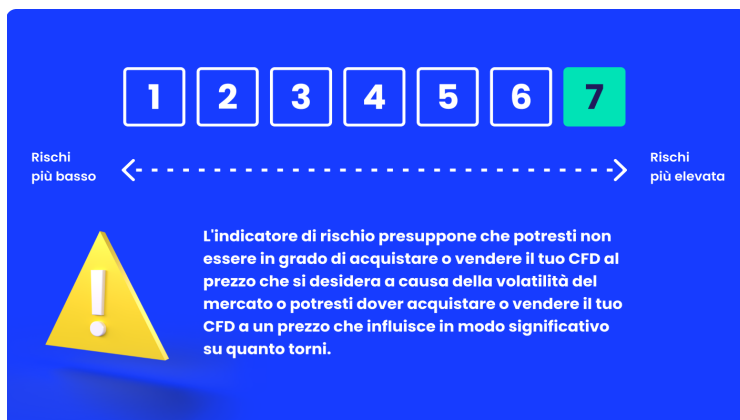 1 2 3 4 5 6 7
Rischi
più basso
Rischi
più elevata
L'indicatore di rischio presuppone che potresti non
essere in grado di acquistare o vendere il tuo CFD al
prezzo che si desidera a causa della volatilità del
mercato o potresti dover acquistare o vendere il tuo
CFD a un prezzo che influisce in modo significativo
su quanto torni.